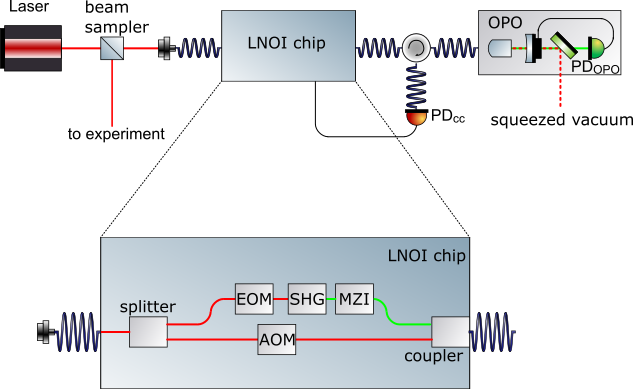 Laser
beam
sampler
LNOI chip
OPO
PDOPO
PDcc
to experiment
squeezed vacuum
LNOI chip
splitter
EOM
SHG
MZI
AOM
coupler